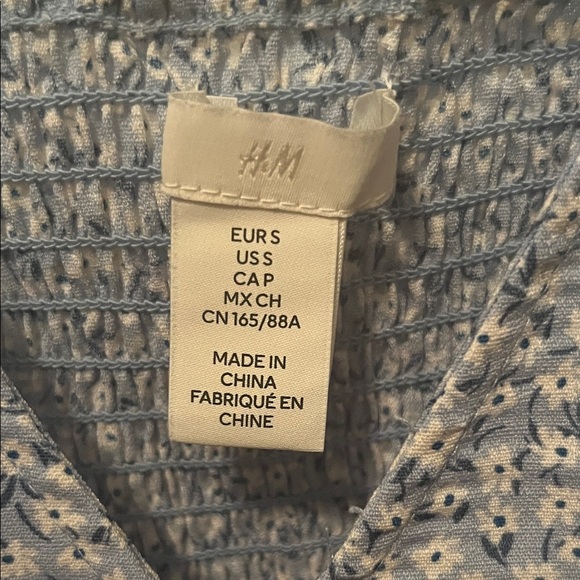 H&M
EUR S
US S
CA P
MX CH
CN 165/88A
MADE IN
CHINA
FABRIQUÉ EN
CHINE